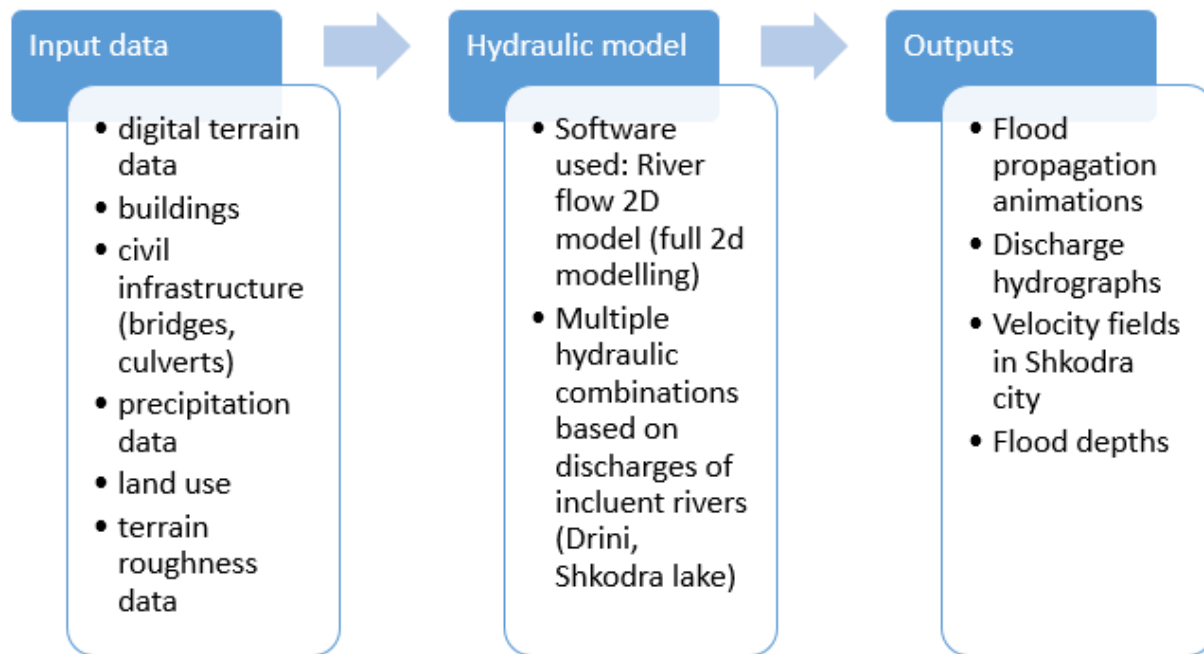 Input data
• digital terrain
data
• buildings
• civil
infrastructure
(bridges,
culverts)
• precipitation
data
• land use
• terrain
roughness
data
Hydraulic model
• Software
used: River
flow 2D
model (full 2d
modelling)
• Multiple
hydraulic
combinations
based on
discharges of
incluent rivers
(Drini,
Shkodra lake)
Outputs
• Flood
propagation
animations
• Discharge
hydrographs
• Velocity fields
in Shkodra
city
• Flood depths